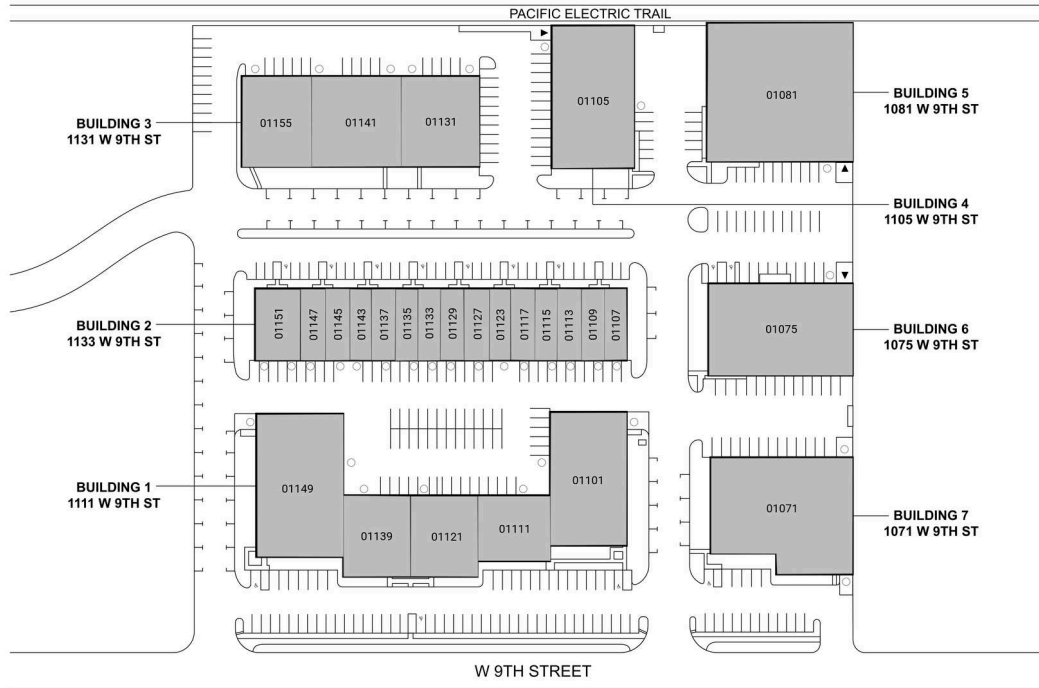 PACIFIC ELECTRIC TRAIL
BUILDING 3
1131 W 9TH ST
01155
01141
01131
01105
01081
BUILDING 5
1081 W 9TH ST
BUILDING 4
1105 W 9TH ST
BUILDING 2
1133 W 9TH ST
01151
01147
01145
01143
01137
01135
01133
01129
01127
01123
01117
01115
01113
01109
01107
01075
BUILDING 6
1075 W 9TH ST
BUILDING 1
1111 W 9TH ST
01149
01139
01121
01111
01101
01071
BUILDING 7
1071 W 9TH ST
W 9TH STREET